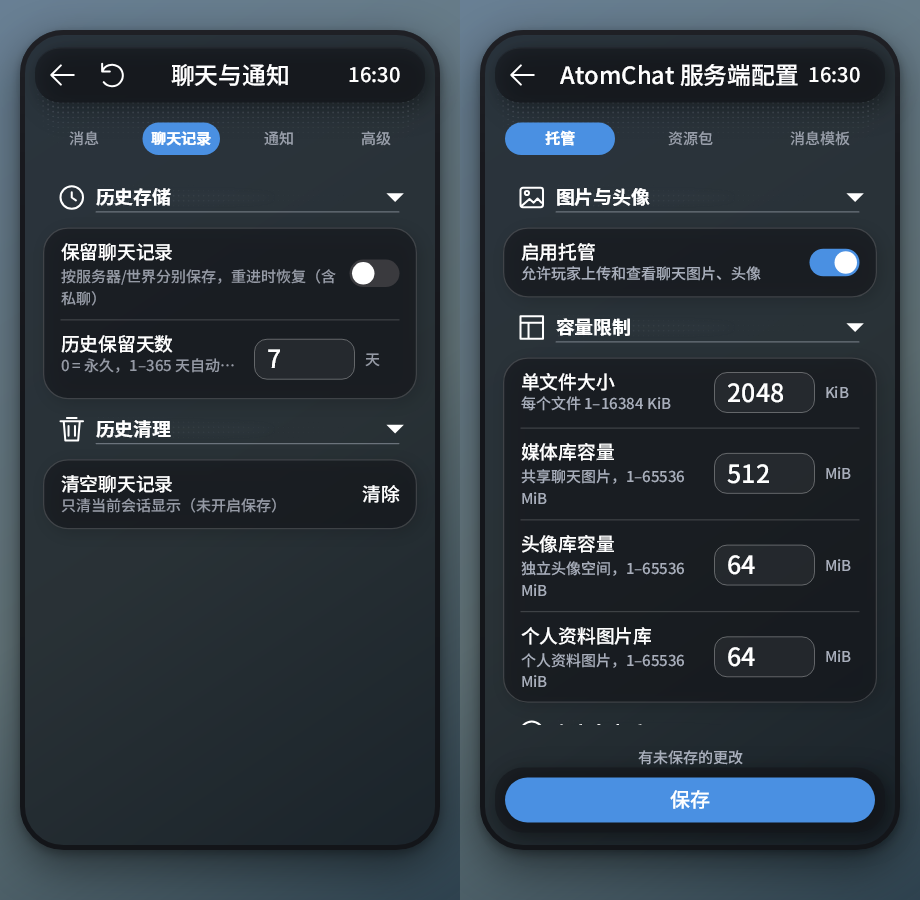 聊天与通知
16:30
消息
聊天记录
通知
高级
历史存储
保留聊天记录
按服务器/世界分别保存，重进时恢复（含
私聊）
历史保留天数
0 = 永久，1–365 天自动⋯
7
天
历史清理
清空聊天记录
只清当前会话显示（未开启保存）
清除
AtomChat 服务端配置
16:30
托管
资源包
消息模板
图片与头像
启用托管
允许玩家上传和查看聊天图片、头像
容量限制
单文件大小
每个文件 1–16384 KiB
2048
KiB
媒体库容量
共享聊天图片，1–65536
MiB
512
MiB
头像库容量
独立头像空间，1–65536
MiB
64
MiB
个人资料图片库
个人资料图片，1–65536
MiB
64
MiB
有未保存的更改
保存